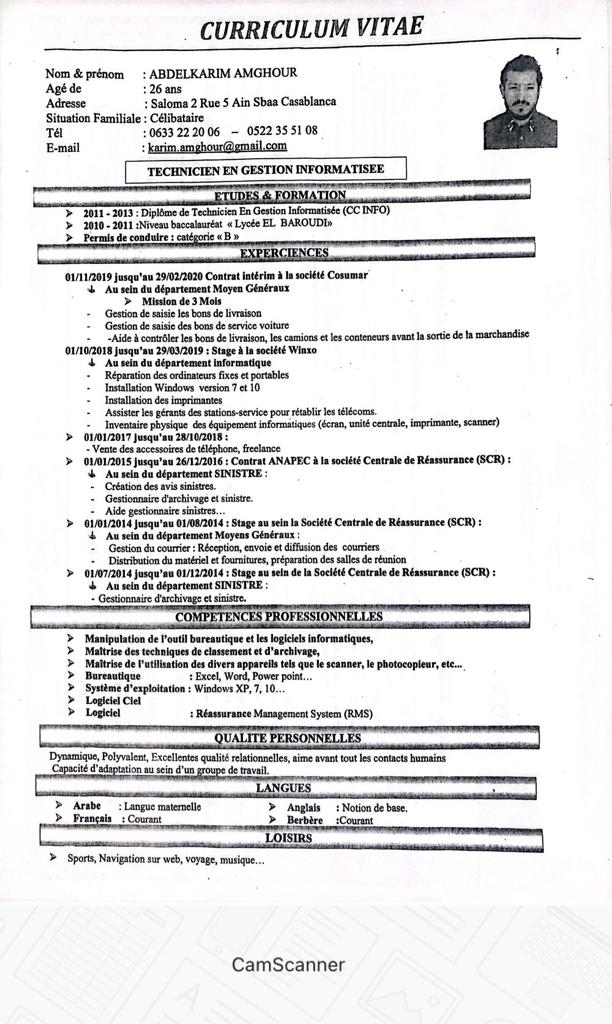 CURRICULUM VITAE
Nom & prénom : ABDELKARIM AMGHOUR
Agé de : 26 ans
Adresse : Saloma 2 Rue 5 Ain Sbaa Casablanca
Situation Familiale : Célibataire
Tél : 0633 22 20 06 – 0522 35 51 08
E-mail : karim.amghour@gmail.com
TECHNICIEN EN GESTION INFORMATISEE
ETUDES & FORMATION
➢ 2011 - 2013 : Diplôme de Technicien En Gestion Informatisée (CC INFO)
➢ 2010 - 2011 :Niveau baccalauréat « Lycée EL BAROUDI»
➢ Permis de conduire : catégorie « B »
EXPERCIENCES
01/11/2019 jusqu'au 29/02/2020 Contrat intérim à la société Cosumar
Au sein du département Moyen Généraux
➢ Mission de 3 Mois
- Gestion de saisie les bons de livraison
- Gestion de saisie des bons de service voiture
- -Aide à contrôler les bons de livraison, les camions et les conteneurs avant la sortie de la marchandise
01/10/2018 jusqu'au 29/03/2019 : Stage à la société Winxo
Au sein du département informatique
- Réparation des ordinateurs fixes et portables
- Installation Windows version 7 et 10
- Installation des imprimantes
- Assister les gérants des stations-service pour rétablir les télécoms.
- Inventaire physique des équipement informatiques (écran, unité centrale, imprimante, scanner)
➢ 01/01/2017 jusqu'au 28/10/2018 :
- Vente des accessoires de téléphone, freelance
➢ 01/01/2015 jusqu'au 26/12/2016 : Contrat ANAPEC à la société Centrale de Réassurance (SCR) :
Au sein du département SINISTRE :
- Création des avis sinistres.
- Gestionnaire d'archivage et sinistre.
- Aide gestionnaire sinistres…
➢ 01/01/2014 jusqu'au 01/08/2014 : Stage au sein la Société Centrale de Réassurance (SCR) :
Au sein du département Moyens Généraux :
- Gestion du courrier : Réception, envoie et diffusion des courriers
- Distribution du matériel et fournitures, préparation des salles de réunion
➢ 01/07/2014 jusqu'au 01/12/2014 : Stage au sein de la Société Centrale de Réassurance (SCR) :
Au sein du département SINISTRE :
- Gestionnaire d'archivage et sinistre.
COMPETENCES PROFESSIONNELLES
➢ Manipulation de l'outil bureautique et les logiciels informatiques,
➢ Maîtrise des techniques de classement et d'archivage,
➢ Maîtrise de l'utilisation des divers appareils tels que le scanner, le photocopieur, etc...
➢ Bureautique : Excel, Word, Power point…
➢ Système d'exploitation : Windows XP, 7, 10…
➢ Logiciel Ciel
➢ Logiciel : Réassurance Management System (RMS)
QUALITE PERSONNELLES
Dynamique, Polyvalent, Excellentes qualité relationnelles, aime avant tout les contacts humains
Capacité d'adaptation au sein d'un groupe de travail.
LANGUES
➢ Arabe : Langue maternelle ➢ Anglais : Notion de base.
➢ Français : Courant ➢ Berbère :Courant
LOISIRS
➢ Sports, Navigation sur web, voyage, musique…
CamScanner